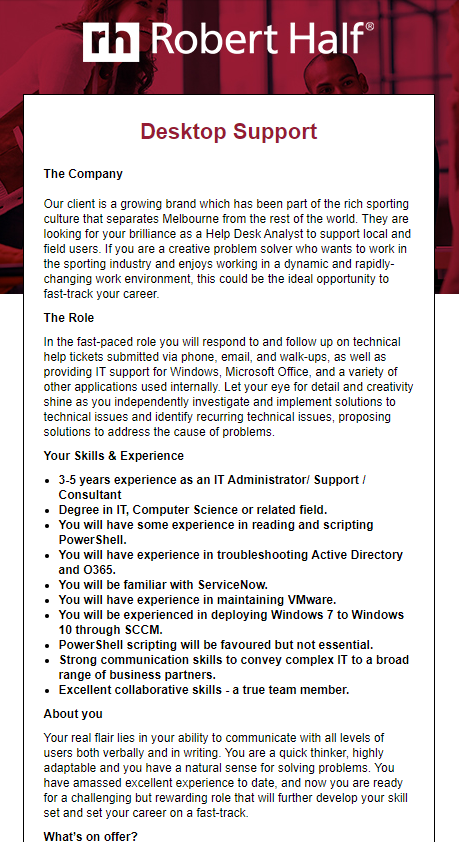 rh Robert Half®
Desktop Support
The Company
Our client is a growing brand which has been part of the rich sporting
culture that separates Melbourne from the rest of the world. They are
looking for your brilliance as a Help Desk Analyst to support local and
field users. If you are a creative problem solver who wants to work in
the sporting industry and enjoys working in a dynamic and rapidly-
changing work environment, this could be the ideal opportunity to
fast-track your career.
The Role
In the fast-paced role you will respond to and follow up on technical
help tickets submitted via phone, email, and walk-ups, as well as
providing IT support for Windows, Microsoft Office, and a variety of
other applications used internally. Let your eye for detail and creativity
shine as you independently investigate and implement solutions to
technical issues and identify recurring technical issues, proposing
solutions to address the cause of problems.
Your Skills & Experience
• 3-5 years experience as an IT Administrator/ Support /
Consultant
• Degree in IT, Computer Science or related field.
• You will have some experience in reading and scripting
PowerShell.
• You will have experience in troubleshooting Active Directory
and O365.
• You will be familiar with ServiceNow.
• You will have experience in maintaining VMware.
• You will be experienced in deploying Windows 7 to Windows
10 through SCCM.
• PowerShell scripting will be favoured but not essential.
• Strong communication skills to convey complex IT to a broad
range of business partners.
• Excellent collaborative skills - a true team member.
About you
Your real flair lies in your ability to communicate with all levels of
users both verbally and in writing. You are a quick thinker, highly
adaptable and you have a natural sense for solving problems. You
have amassed excellent experience to date, and now you are ready
for a challenging but rewarding role that will further develop your skill
set and set your career on a fast-track.
What's on offer?